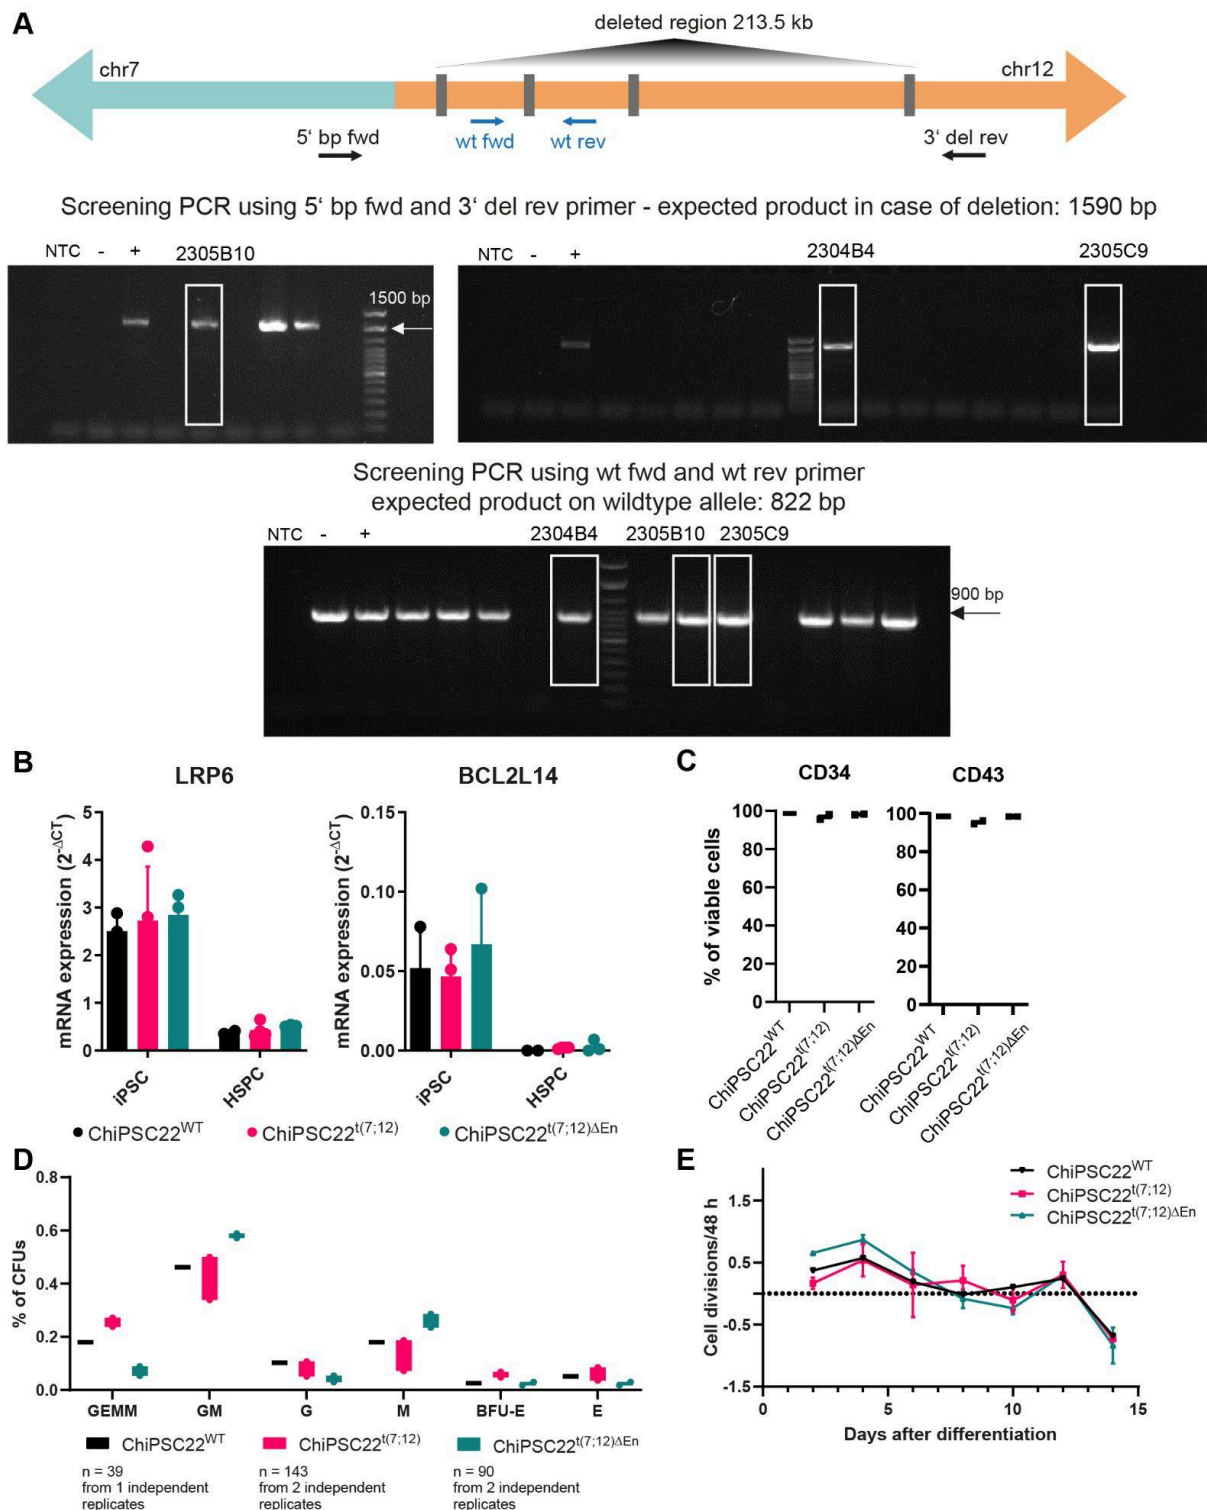 A
deleted region 213.5 kb
chr7
chr12
5‘ bp fwd
wt fwd
wt rev
3‘ del rev
Screening PCR using 5‘ bp fwd and 3‘ del rev primer - expected product in case of deletion: 1590 bp
NTC - + 2305B10
1500 bp
NTC - + 2304B4 2305C9
Screening PCR using wt fwd and wt rev primer
expected product on wildtype allele: 822 bp
NTC - + 2304B4 2305B10 2305C9
900 bp
B
LRP6
mRNA expression (2^-ΔCT)
5
4
3
2
1
0
iPSC
HSPC
BCL2L14
mRNA expression (2^-ΔCT)
0.15
0.10
0.05
0.00
iPSC
HSPC
ChiPSC22^WT
ChiPSC22^t(7;12)
ChiPSC22^t(7;12)ΔEn
C
CD34
% of viable cells
100
80
60
40
20
0
ChiPSC22^WT
ChiPSC22^t(7;12)
ChiPSC22^t(7;12)ΔEn
CD43
100
80
60
40
20
0
ChiPSC22^WT
ChiPSC22^t(7;12)
ChiPSC22^t(7;12)ΔEn
D
% of CFUs
0.8
0.6
0.4
0.2
0.0
GEMM GM G M BFU-E E
ChiPSC22^WT
n = 39
from 1 independent
replicates
ChiPSC22^t(7;12)
n = 143
from 2 independent
replicates
ChiPSC22^t(7;12)ΔEn
n = 90
from 2 independent
replicates
E
Cell divisions/48 h
1.5
0.5
-0.5
-1.5
0 5 10 15
Days after differentiation
ChiPSC22^WT
ChiPSC22^t(7;12)
ChiPSC22^t(7;12)ΔEn